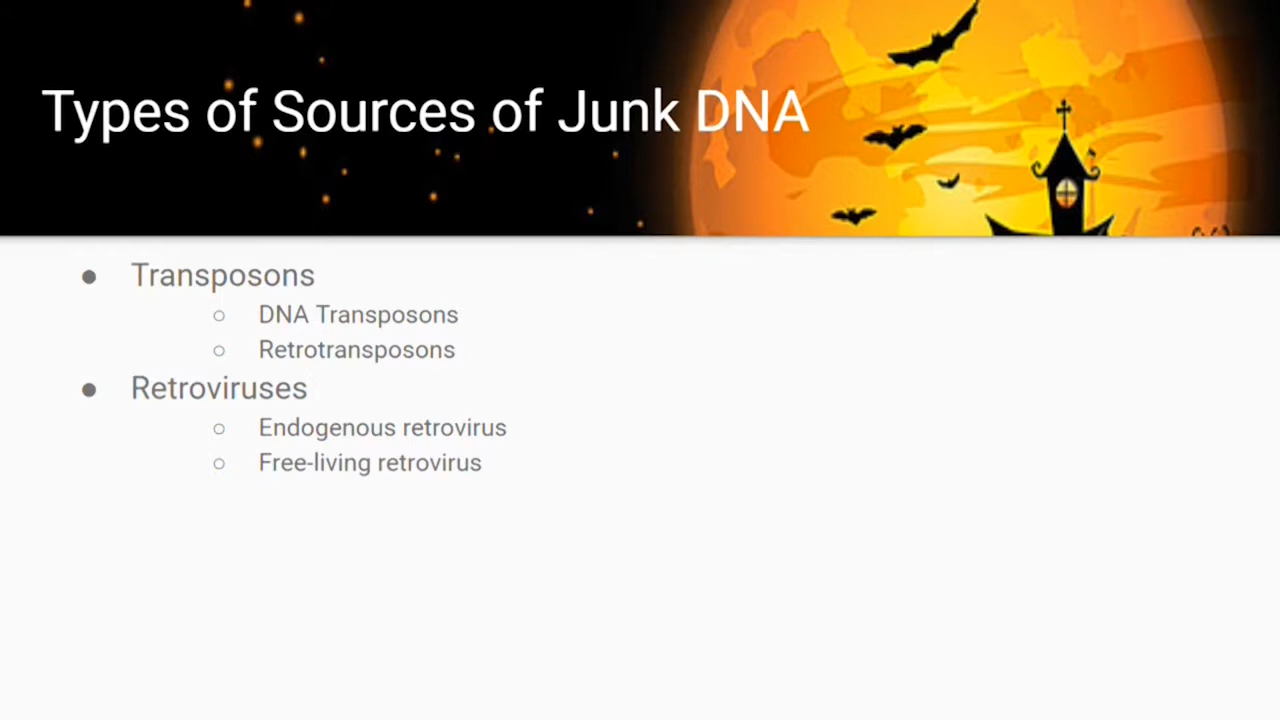 Types of Sources of Junk DNA
● Transposons
○ DNA Transposons
○ Retrotransposons
● Retroviruses
○ Endogenous retrovirus
○ Free-living retrovirus